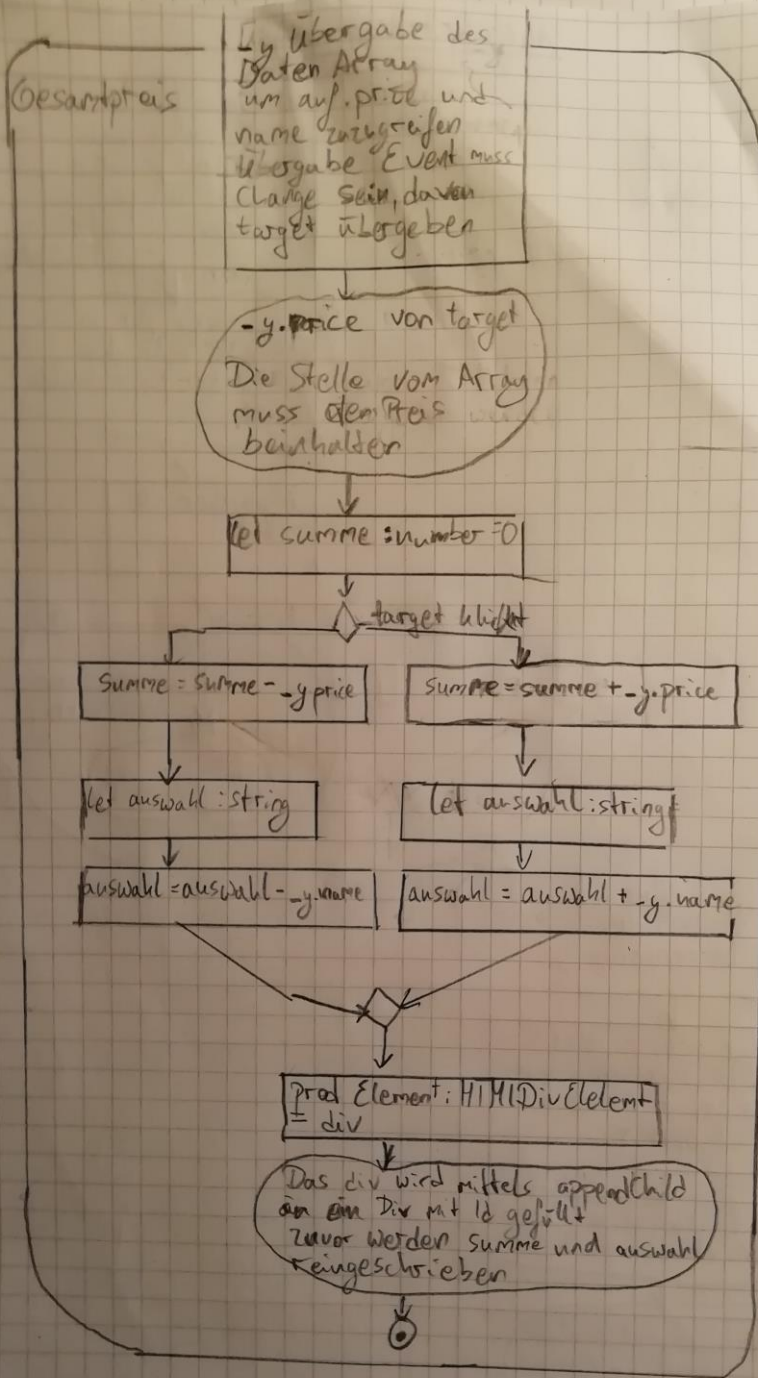 Gesamtpreis
_y Übergabe des
Daten Array
um auf .price und
name zuzugreifen
Übergabe Event muss
Change sein, davon
target übergeben
_y.price von target
Die Stelle vom Array
muss den Preis
beinhalten
let summe :number=0
target klickt
Summe = summe - _y price
summe = summe + _y.price
let auswahl :string
let auswahl :string
auswahl = auswahl - _y.name
auswahl = auswahl + _y.name
prod Element : HTMLDivElelemt
= div
Das div wird mittels appendChild
an ein Div mit Id gefüllt
zuvor werden summe und auswahl
reingeschrieben